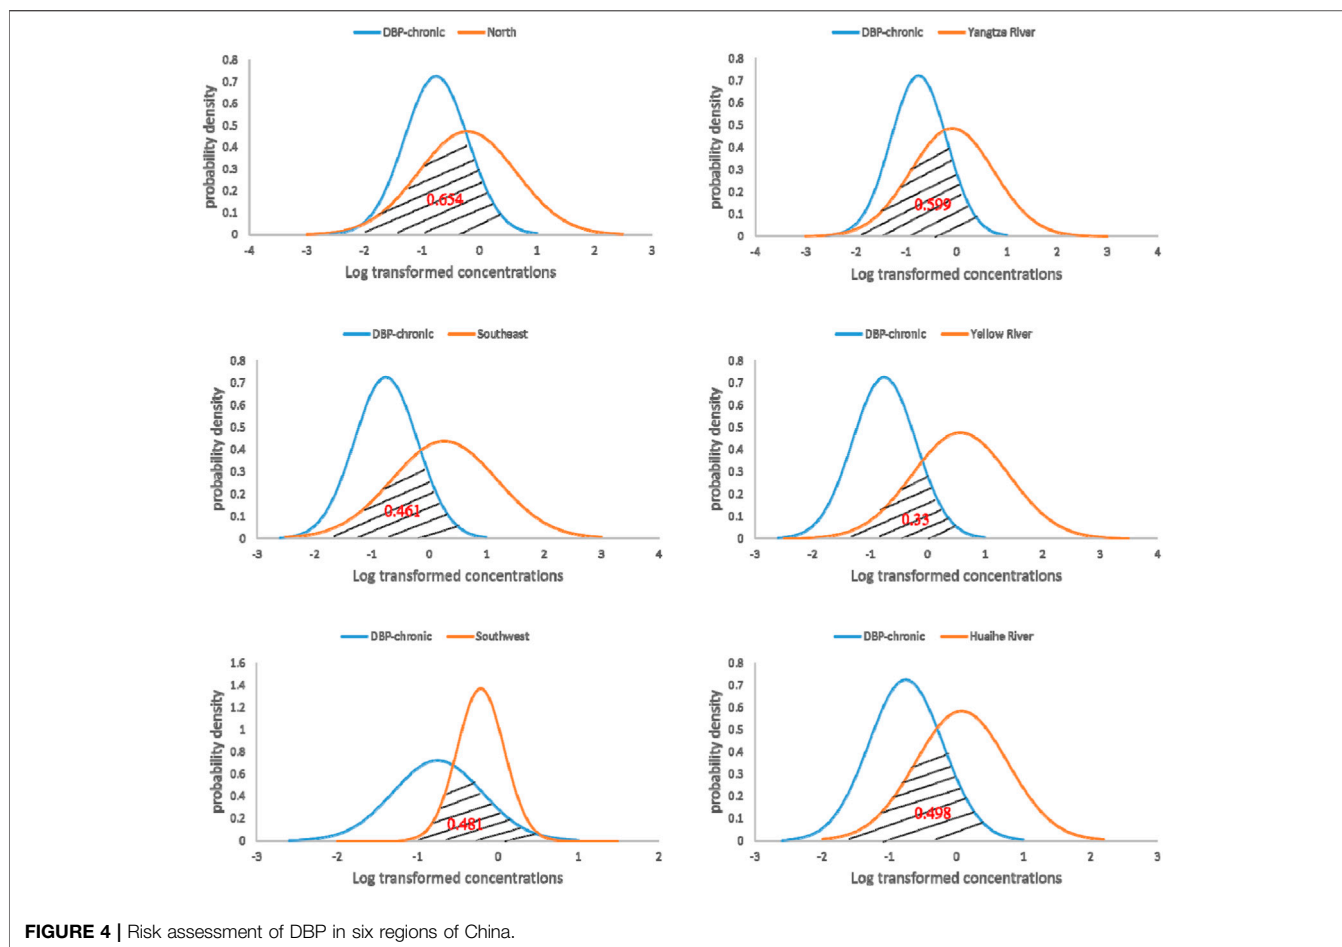 DBP-chronic North
0.8
0.7
0.6
0.5
0.4
0.3
0.2
0.1
0
probability density
0.654
-4 -3 -2 -1 0 1 2 3
Log transformed concentrations
DBP-chronic Yangtze River
0.8
0.7
0.6
0.5
0.4
0.3
0.2
0.1
0
probability density
0.599
-4 -3 -2 -1 0 1 2 3 4
Log transformed concentrations
DBP-chronic Southeast
0.8
0.7
0.6
0.5
0.4
0.3
0.2
0.1
0
probability density
0.461
-3 -2 -1 0 1 2 3 4
Log transformed concentrations
DBP-chronic Yellow River
0.8
0.7
0.6
0.5
0.4
0.3
0.2
0.1
0
probability density
0.33
-3 -2 -1 0 1 2 3 4
Log transformed concentrations
DBP-chronic Southwest
1.6
1.4
1.2
1
0.8
0.6
0.4
0.2
0
probability density
0.481
-3 -2 -1 0 1 2
Log transformed concentrations
DBP-chronic Huaihe River
0.8
0.7
0.6
0.5
0.4
0.3
0.2
0.1
0
probability density
0.498
-3 -2 -1 0 1 2 3
Log transformed concentrations
FIGURE 4 | Risk assessment of DBP in six regions of China.